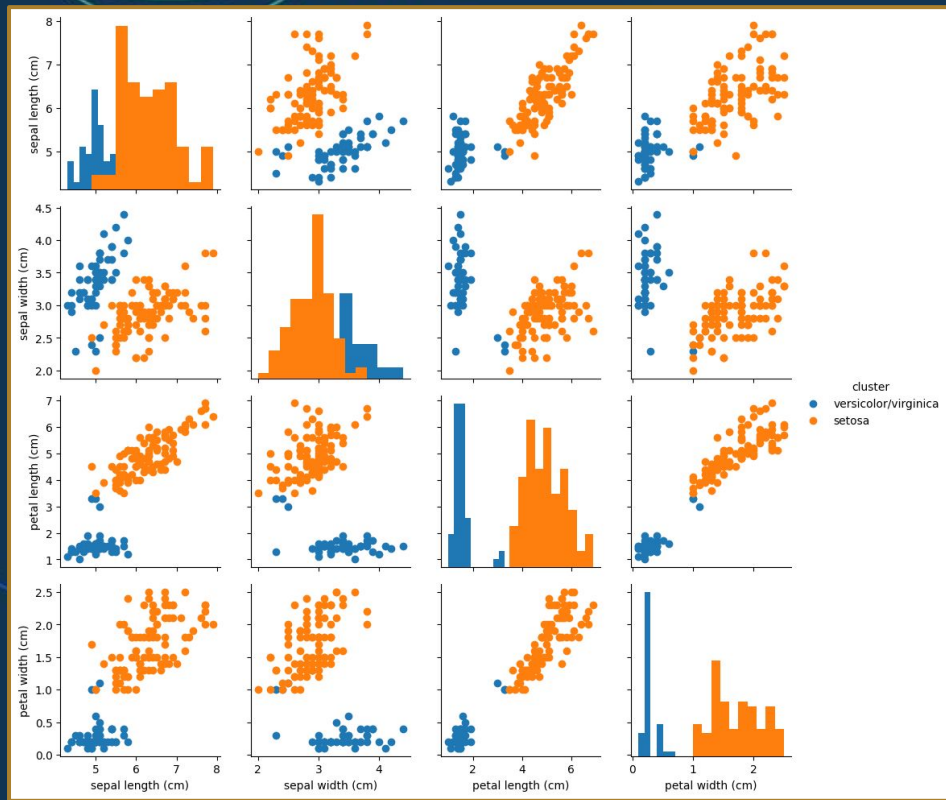 8
7
6
5
sepal length (cm)
4.5
4.0
3.5
3.0
2.5
2.0
sepal width (cm)
cluster
versicolor/virginica
setosa
7
6
5
4
3
2
1
petal length (cm)
2.5
2.0
1.5
1.0
0.5
0.0
petal width (cm)
5 6 7 8
2 3 4
2 4 6
0 1 2
sepal length (cm) sepal width (cm) petal length (cm) petal width (cm)